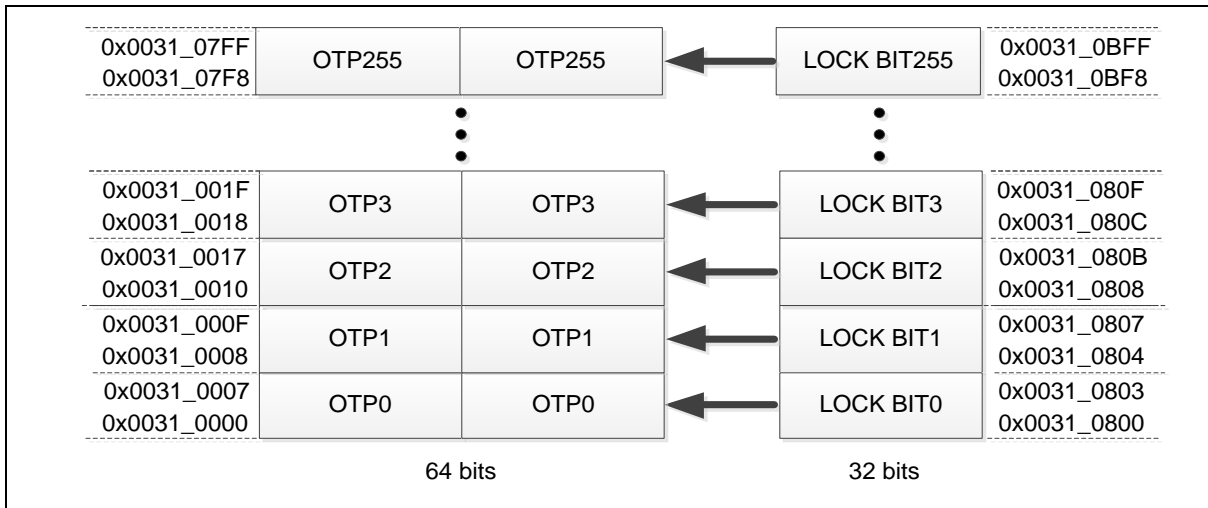 0x0031_07FF OTP255 OTP255 LOCK BIT255 0x0031_0BFF
0x0031_07F8 0x0031_0BF8
0x0031_001F OTP3 OTP3 LOCK BIT3 0x0031_080F
0x0031_0018 0x0031_080C
0x0031_0017 OTP2 OTP2 LOCK BIT2 0x0031_080B
0x0031_0010 0x0031_0808
0x0031_000F OTP1 OTP1 LOCK BIT1 0x0031_0807
0x0031_0008 0x0031_0804
0x0031_0007 OTP0 OTP0 LOCK BIT0 0x0031_0803
0x0031_0000 0x0031_0800
64 bits 32 bits